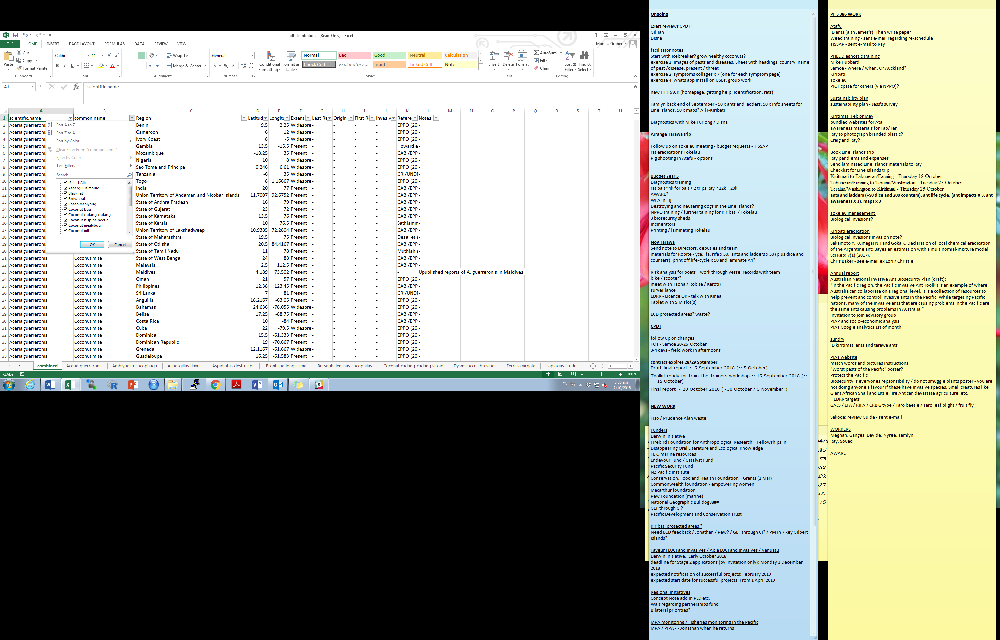 cpdt distributions [Read-Only] - Excel
FILE HOME INSERT PAGE LAYOUT FORMULAS DATA REVIEW VIEW
Monica Gruber
Cut
Copy
Format Painter
Paste
Calibri 11
Wrap Text
Merge & Center
General
Conditional Formatting
Format as Table
Normal Bad Good Neutral Calculation
Check Cell Explanatory ... Input Linked Cell Note
Insert Delete Format
AutoSum
Fill
Clear
Sort & Filter
Find & Select
Clipboard Font Alignment Number Styles Cells Editing
A1 scientific.name
A B C D E F G H I J K L M N O P Q R S T U
1 scientific.name common.name Region Latitud Longitu Extent Last Re Origin First Re Invasiv Refere Notes
2 Aceria guerreroni Benin 9.5 2.25 Widespre - - - - EPPO (20 -
3 Aceria guerreroni Cameroon 6 12 Widespre - - - - EPPO (20 -
4 Aceria guerreroni Ivory Coast 8 -5 Widespre - - - - EPPO (20 -
5 Aceria guerreroni Gambia 13.5 -15.5 Present - - - - Howard e -
6 Aceria guerreroni Mozambique -18.25 35 Present - - - - CABI/EPP -
7 Aceria guerreroni Nigeria 10 8 Widespre - - - - EPPO (20 -
8 Aceria guerreroni Sao Tome and Principe 0.246 6.61 Widespre - - - - EPPO (20 -
9 Aceria guerreroni Tanzania -6 35 Widespre - - - - CRI/UNDI -
10 Aceria guerreroni Togo 8 1.16667 Widespre - - - - EPPO (20 -
11 Aceria guerreroni India 20 77 Present - - - - CABI/EPP -
12 Aceria guerreroni Union Territory of Andaman and Nicobar Islands 11.7007 92.6752 Present - - - - CABI/EPP -
13 Aceria guerreroni State of Andhra Pradesh 16 79 Present - - - - CABI/EPP -
14 Aceria guerreroni State of Gujarat 23 72 Present - - - - CABI/EPP -
15 Aceria guerreroni State of Karnataka 13.5 76 Present - - - - CABI/EPP -
16 Aceria guerreroni State of Kerala 10 76.5 Present - - - - Sathiamm -
17 Aceria guerreroni Union Territory of Lakshadweep 10.9385 72.2804 Present - - - - CABI/EPP -
18 Aceria guerreroni State of Maharashtra 19.5 75 Present - - - - Desai et a -
19 Aceria guerreroni State of Odisha 20.5 84.4167 Present - - - - CABI/EPP -
20 Aceria guerreroni State of Tamil Nadu 11 78 Present - - - - Muthiah a -
21 Aceria guerreronis Coconut mite State of West Bengal 24 88 Present - - - - CABI/EPP -
22 Aceria guerreronis Coconut mite Malaysia 2.5 112.5 Present - - - - CABI/EPP -
23 Aceria guerreronis Coconut mite Maldives 4.189 73.502 Present - - - - - Upublished reports of A. guerreronis in Maldives.
24 Aceria guerreronis Coconut mite Oman 21 57 Present - - - - EPPO (20 -
25 Aceria guerreronis Coconut mite Philippines 12.38 123.45 Present - - - - CABI/EPP -
26 Aceria guerreronis Coconut mite Sri Lanka 7 81 Present - - - - CRI/UNDI -
27 Aceria guerreronis Coconut mite Anguilla 18.2167 -63.05 Present - - - - EPPO (20 -
28 Aceria guerreronis Coconut mite Bahamas 24.636 -78.055 Widespre - - - - EPPO (20 -
29 Aceria guerreronis Coconut mite Belize 17.25 -88.75 Present - - - - CABI/EPP -
30 Aceria guerreronis Coconut mite Costa Rica 10 -84 Present - - - - CABI/EPP -
31 Aceria guerreronis Coconut mite Cuba 22 -79.5 Widespre - - - - EPPO (20 -
32 Aceria guerreronis Coconut mite Dominica 15.5 -61.333 Present - - - - EPPO (20 -
33 Aceria guerreronis Coconut mite Dominican Republic 19 -70.667 Present - - - - EPPO (20 -
34 Aceria guerreronis Coconut mite Grenada 12.1167 -61.667 Widespre - - - - EPPO (20 -
35 Aceria guerreronis Coconut mite Guadeloupe 16.25 -61.583 Present - - - - EPPO (20 -
Sort A to Z
Sort Z to A
Sort by Color
Clear Filter From "common.name"
Filter by Color
Text Filters
Search
(Select All)
Aspergillus mould
Black rat
Brown rat
Cacao mealybug
Coconut bug
Coconut cadang-cadang
Coconut hispine beetle
Coconut mealybug
Coconut mite
OK Cancel
combined Aceria guerreronis Amblypelta cocophaga Aspergillus flavus Aspidiotus destructor Brontispa longissima Bursaphelenchus cocophilus Coconut cadang-cadang viroid Dysmicoccus brevipes Ferrisia virgata Haplaxius crudus ...
READY
100 %
EN
8:35 a.m.
2/10/2018
Ongoing
Exert reviews CPDT:
Gillian
Disna
facilitator notes:
Start with icebreaker? grow healthy coconuts?
exercise 1: images of pests and diseases. Sheet with headings: country, name
of pest /disease, present / threat
exercise 2: symptoms collages x 7 (one for each symptom page)
exercise 4: whats app install on USBs. group work
new HTTRACK (homepage, getting help, identification, rats)
Tamlyn back end of September - 50 x ants and ladders, 50 x info sheets for
Line Islands, 50 x maps? All i-Kiribati
Diagnostics with Mike Furlong / Disna
Arrange Tarawa trip
Follow up on Tokelau meeting - budget requests - TISSAP
rat eradications Tokelau
Pig shooting in Atafu - options
Budget Year 5
Diagnostics training
rat bait ~4k for bait + 2 trips Ray ~ 12k = 20k
AWARE?
WFA in Fiji
Destroying and neutering dogs in the Line islands?
NPPO training / further taining for Kiribati / Tokelau
3 biosecurity sheds
incinerators
Printing / laminating Tokelau
Nov Tarawa
Send note to Directors, deputies and team
materials for Robite - yca, lfa, rifa x 50, ants and ladders x 50 (plus dice and
counters). print off life-cycle x 50 and laminate A4?
Risk analysis for boats – work through vessel records with team
bike / scooter?
meet with Taona / Robite / Karoti)
surveillance
EDRR - Licence OK - talk with Kinaai
Tablet with SIM slot(s)
ECD protected areas? waste?
CPDT
follow up on changes
TOT - Samoa 20-26 October
3-4 days - field work in afternoons
contract expires 28/29 Sptember
Draft final report ~ 5 September 2018 (~ 5 October)
Toolkit ready for train-the-trainers workshop ~ 15 September 2018 (~
15 October)
Final report ~ 20 October 2018 (~30 October / 5 November?)
NEW WORK
Tiso / Prudence Alan waste
Funders
Darwin Initiative
Firebird Foundation for Anthropological Research – Fellowships in
Disappearing Oral Literature and Ecological Knowledge
TEK, marine resources
Endevour Fund / Catalyst Fund
Pacific Security Fund
NZ Pacific Institute
Conservation, Food and Health Foundation – Grants (1 Mar)
Commonwealth foundation - empowering women
Macarthur foundation
Pew Foundation (marine)
National Geographic Bulldog88##
GEF through CI?
Pacific Development and Conservation Trust
Kiribati protected areas ?
Need ECD feedback / Jonathan / Pew? / GEF through CI? / PM in 7 key Gilbert
Islands?
Taveuni LUCI and invasives / Apia LUCI and invasives / Vanuatu
Darwin initiative. Early October 2018
deadline for Stage 2 applications (by invitation only): Monday 3 December
2018
expected notification of successful projects: February 2019
expected start date for successful projects: From 1 April 2019
Regional initiatives
Concept Note add in PLD etc.
Wait regarding partnerships fund
Bilateral priorities?
MPA monitoring / Fisheries monitoring in the Pacific
MPA / PIPA - - Jonathan when he returns
04/1
285
253
352
202
427
200
170
PF 3 386 WORK
Atafu
ID ants (aith James's). Then write paper
Weed training - sent e-mail regarding re-schedule
TISSAP - sent e-mail to Ray
PHEL Diagnostic training
Mike Hubbard
Samoa - where / when. Or Auckland?
Kiribati
Tokelau
PICTicpate for others (via NPPO)?
Sustainability plan
sustainability plan - Jess's survey
Kiritimati Feb or May
bundled websites for Ata
awareness materials for Tab/Ter
Ray to photograph branded plastic?
Craig and Ray?
Book Line Islands trip
Ray per diems and expenses
Send laminated Line Islands materials to Ray
Checklist for Line islands trip
Kiritimati to Tabuaeran/Fanning - Thursday 18 October
Tabuaeran/Fanning to Teraina/Washington - Tuesday 23 October
Teraina/Washington to Kiritimati - Thursday 25 October
ants and ladders (+50 dice and 200 counters), ant life cycle, (ant impacts X 3, ant
awareness X 3), maps x 3
Tokelau management
Biological Invasions?
Kiribati eradication
Biological Invasions Invasion note?
Sakamoto Y, Kumagai NH and Goka K, Declaration of local chemical eradication
of the Argentine ant: Bayesian estimation with a multinomial-mixture model.
Sci Rep; 7(1) (2017).
Chris Baker - see e-mail ex Lori / Christie
Annual report
Australian National Invasive Ant Biosecurity Plan (draft):
“In the Pacific region, the Pacific Invasive Ant Toolkit is an example of where
Australia can collaborate on a regional level. It is a collection of resources to
help prevent and control invasive ants in the Pacific. While targeting Pacific
nations, many of the invasive ants that are causing problems in the Pacific are
the same ants causing problems in Australia.”
Invitation to join advisory group
PIAP and socio-economic analysis
PIAT Google analytics 1st of month
sundry
ID kiritimati ants and tarawa ants
PIAT website
match words and pictures instructions
"Worst pests of the Pacific" poster?
Protect the Pacific
Biosecurity is everyones repsonsibility / do not smuggle plants poster - you are
not doing anyone a favour if these have invasive species. Small creatures like
Giant African Snail and Little Fire Ant can devastate agriculture, etc.
= EDRR targets
GALS / LFA / RIFA / CRB G type / Taro beetle / Taro leaf blight / fruit fly
Sakoda: review Guide - sent e-mail
WORKERS
Meghan, Ganges, Davide, Nyree, Tamlyn
Ray, Souad
AWARE